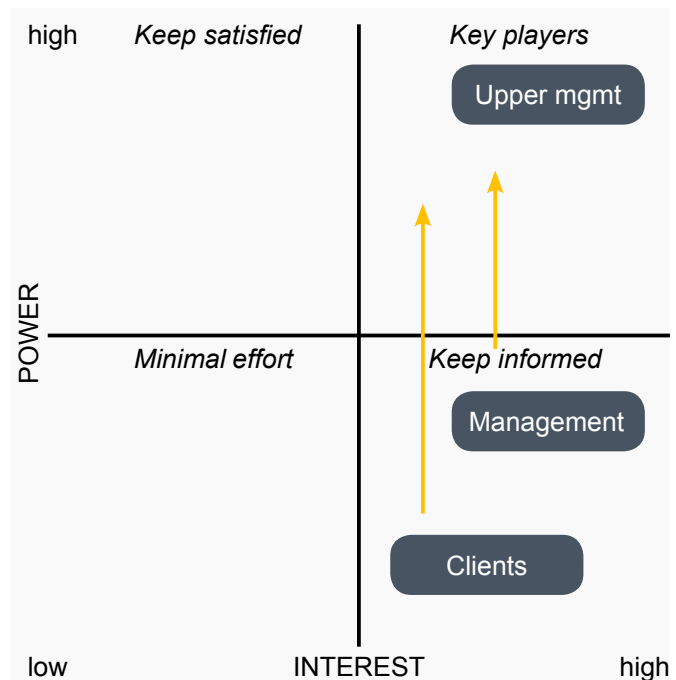 high
Keep satisfied
Key players
Upper mgmt
POWER
Minimal effort
Keep informed
Management
Clients
low
INTEREST
high